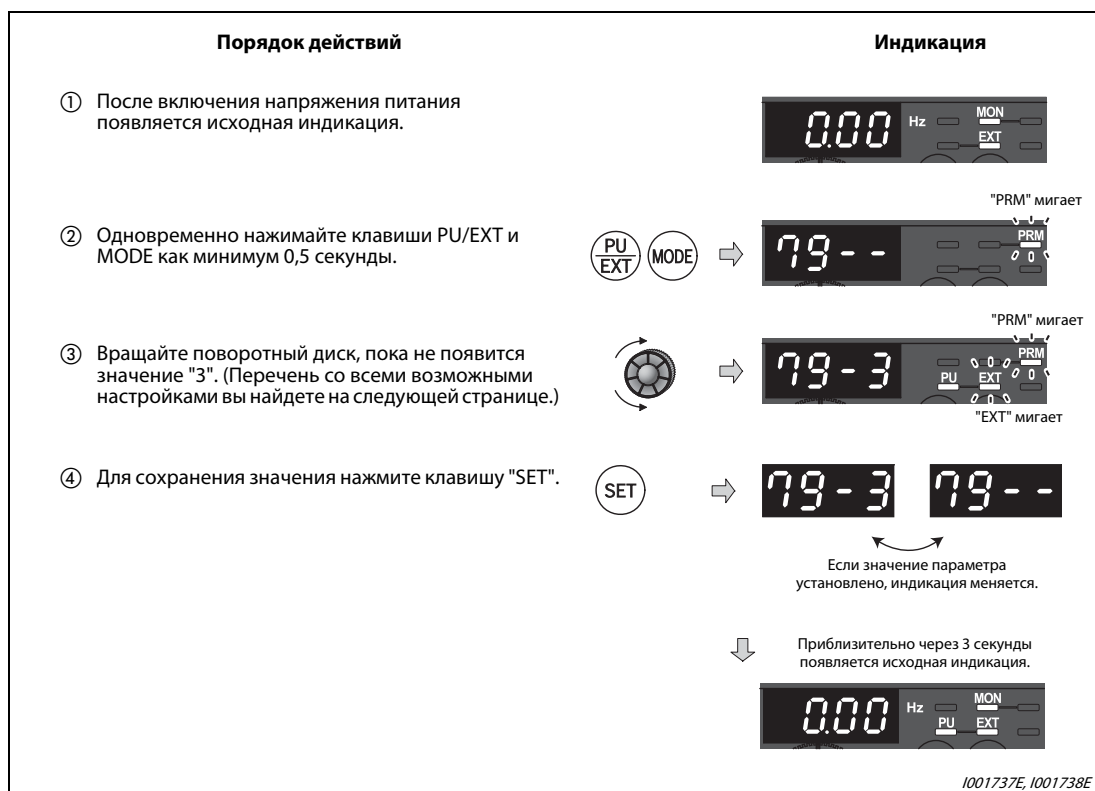 Порядок действий
Индикация
① После включения напряжения питания
появляется исходная индикация.
0.00 Hz MON
EXT
② Одновременно нажимайте клавиши PU/EXT и
MODE как минимум 0,5 секунды.
PU
EXT
MODE
"PRM" мигает
79--
PRM
③ Вращайте поворотный диск, пока не появится
значение "3". (Перечень со всеми возможными
настройками вы найдете на следующей странице.)
"PRM" мигает
79-3
PRM
PU EXT
"EXT" мигает
④ Для сохранения значения нажмите клавишу "SET".
SET
79-3 79--
Если значение параметра
установлено, индикация меняется.
Приблизительно через 3 секунды
появляется исходная индикация.
0.00 Hz MON
PU EXT
I001737E, I001738E